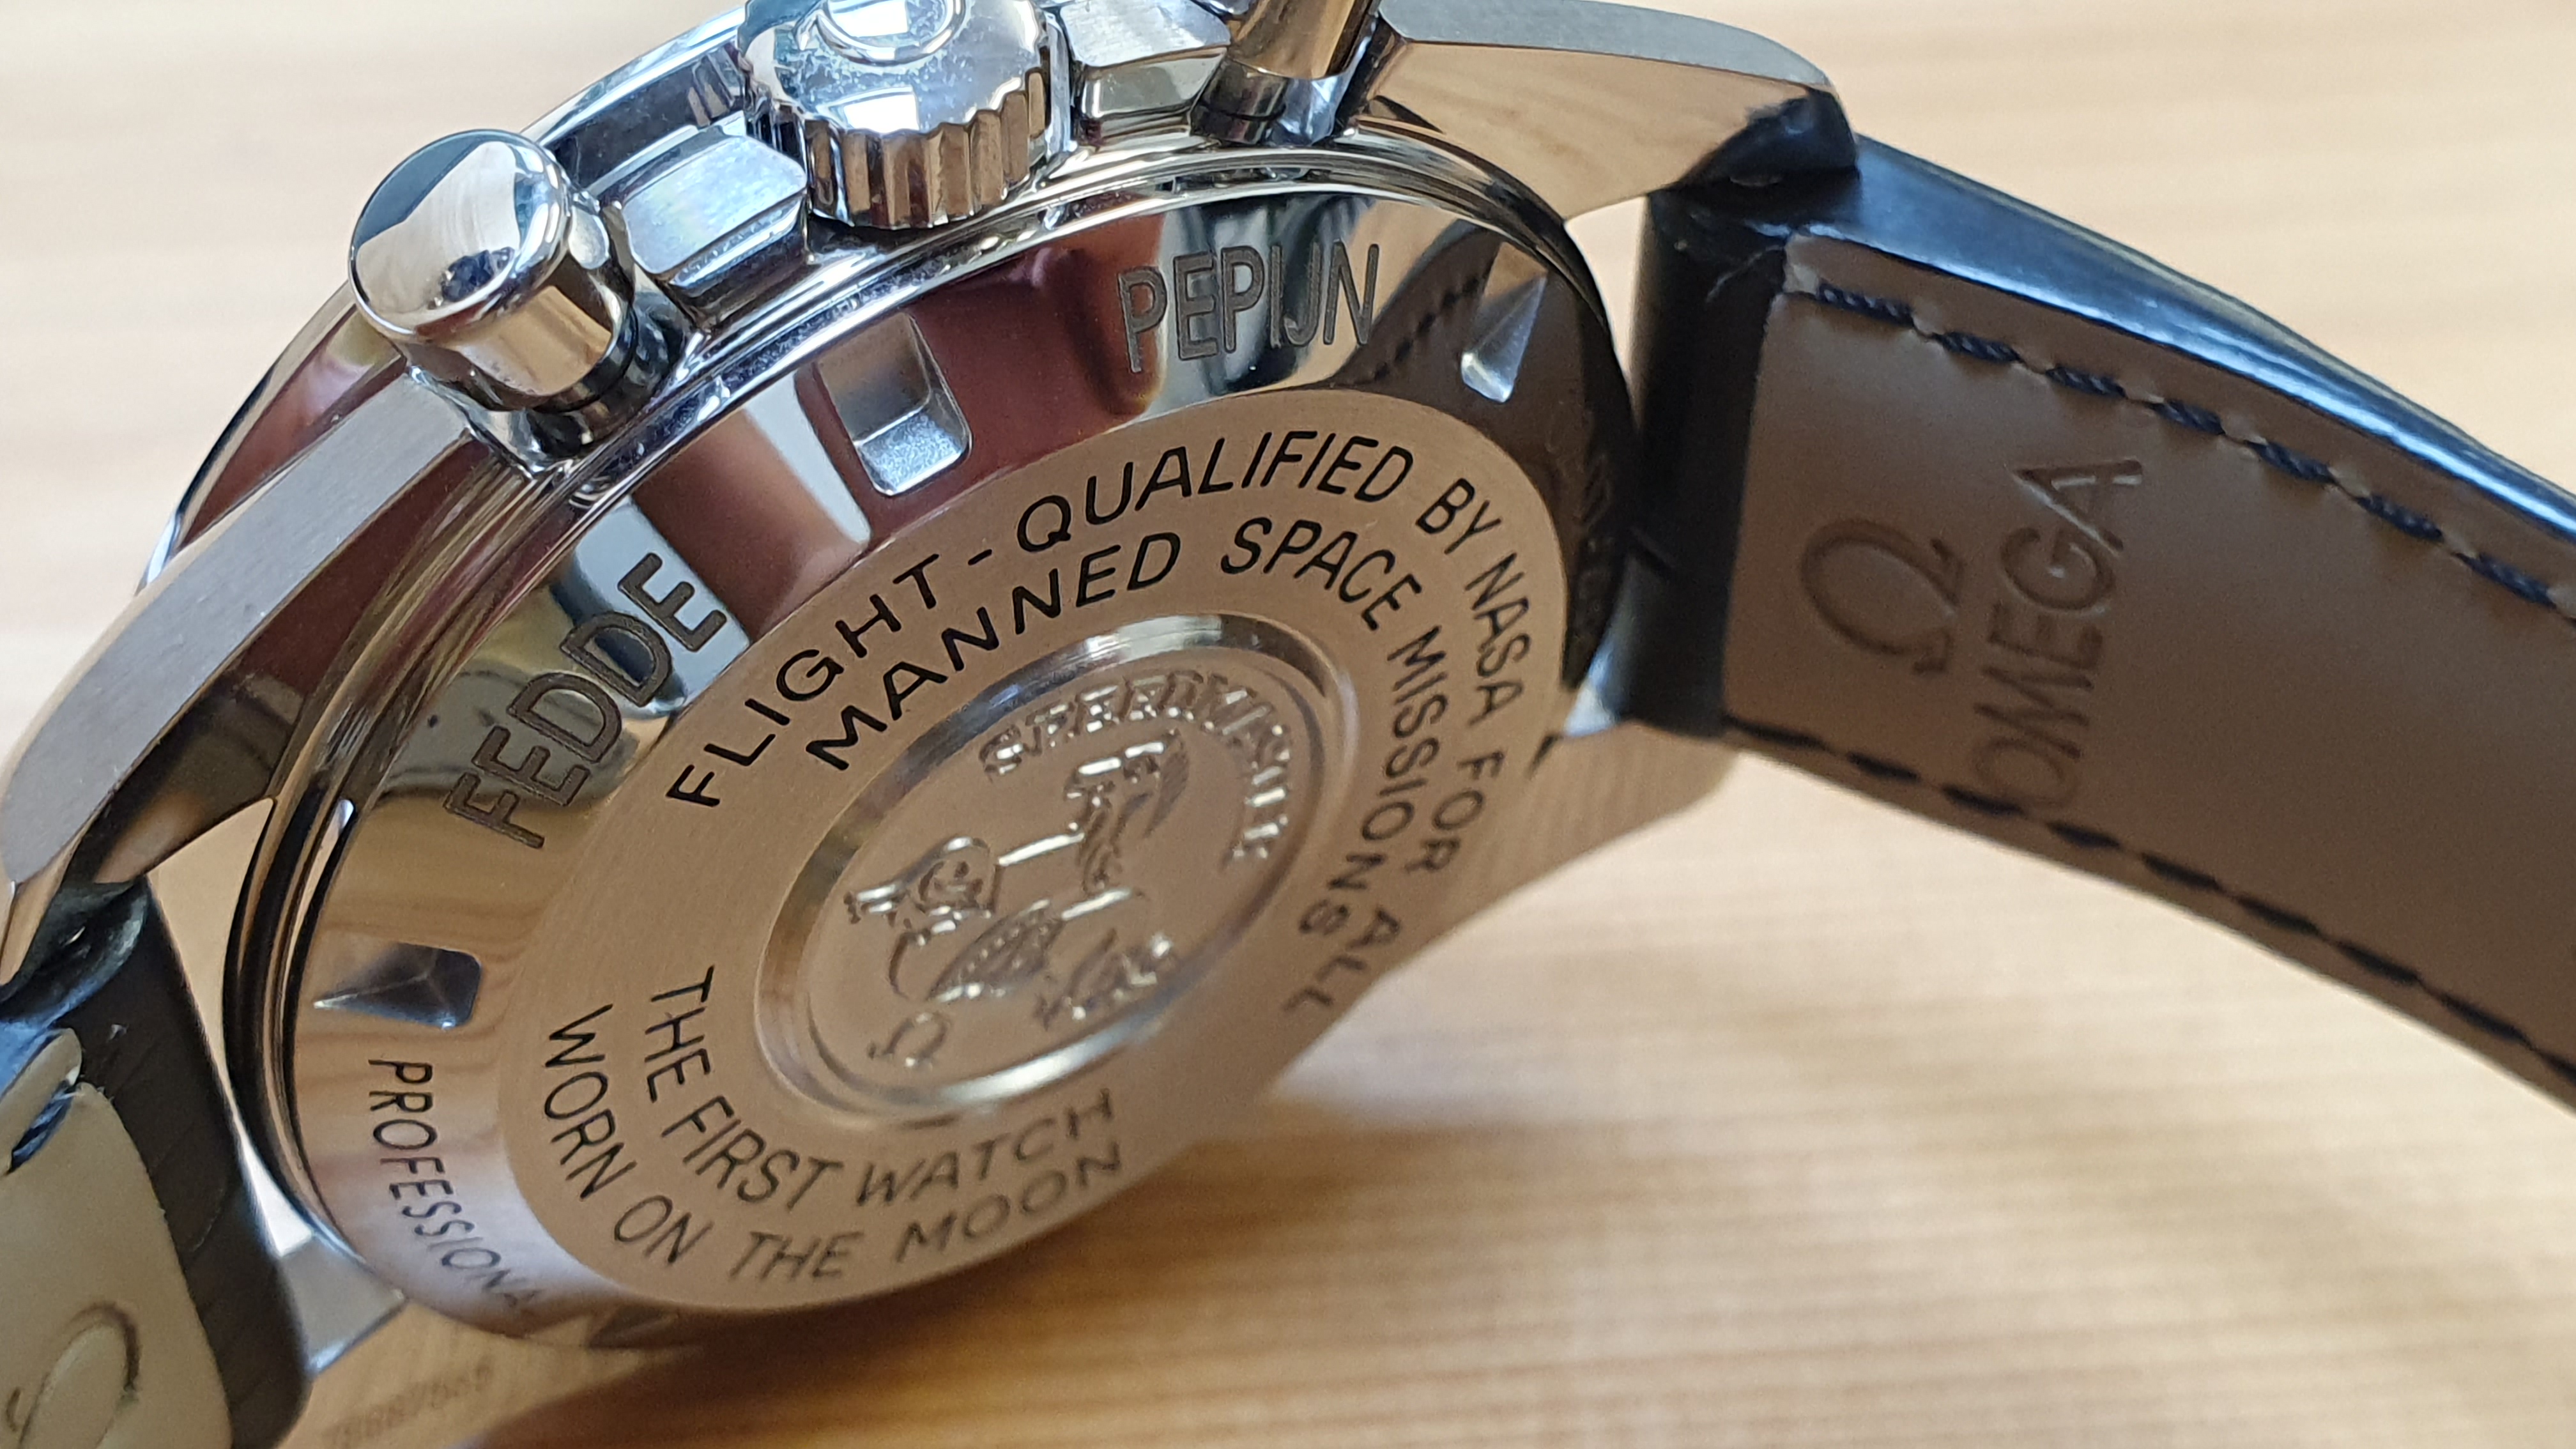 PEPIJN
FEDDE
FLIGHT-QUALIFIED BY NASA FOR ALL
MANNED SPACE MISSIONS
SPEEDMASTER
Ω
THE FIRST WATCH
WORN ON THE MOON
PROFESSIONA
Ω
OMEGA